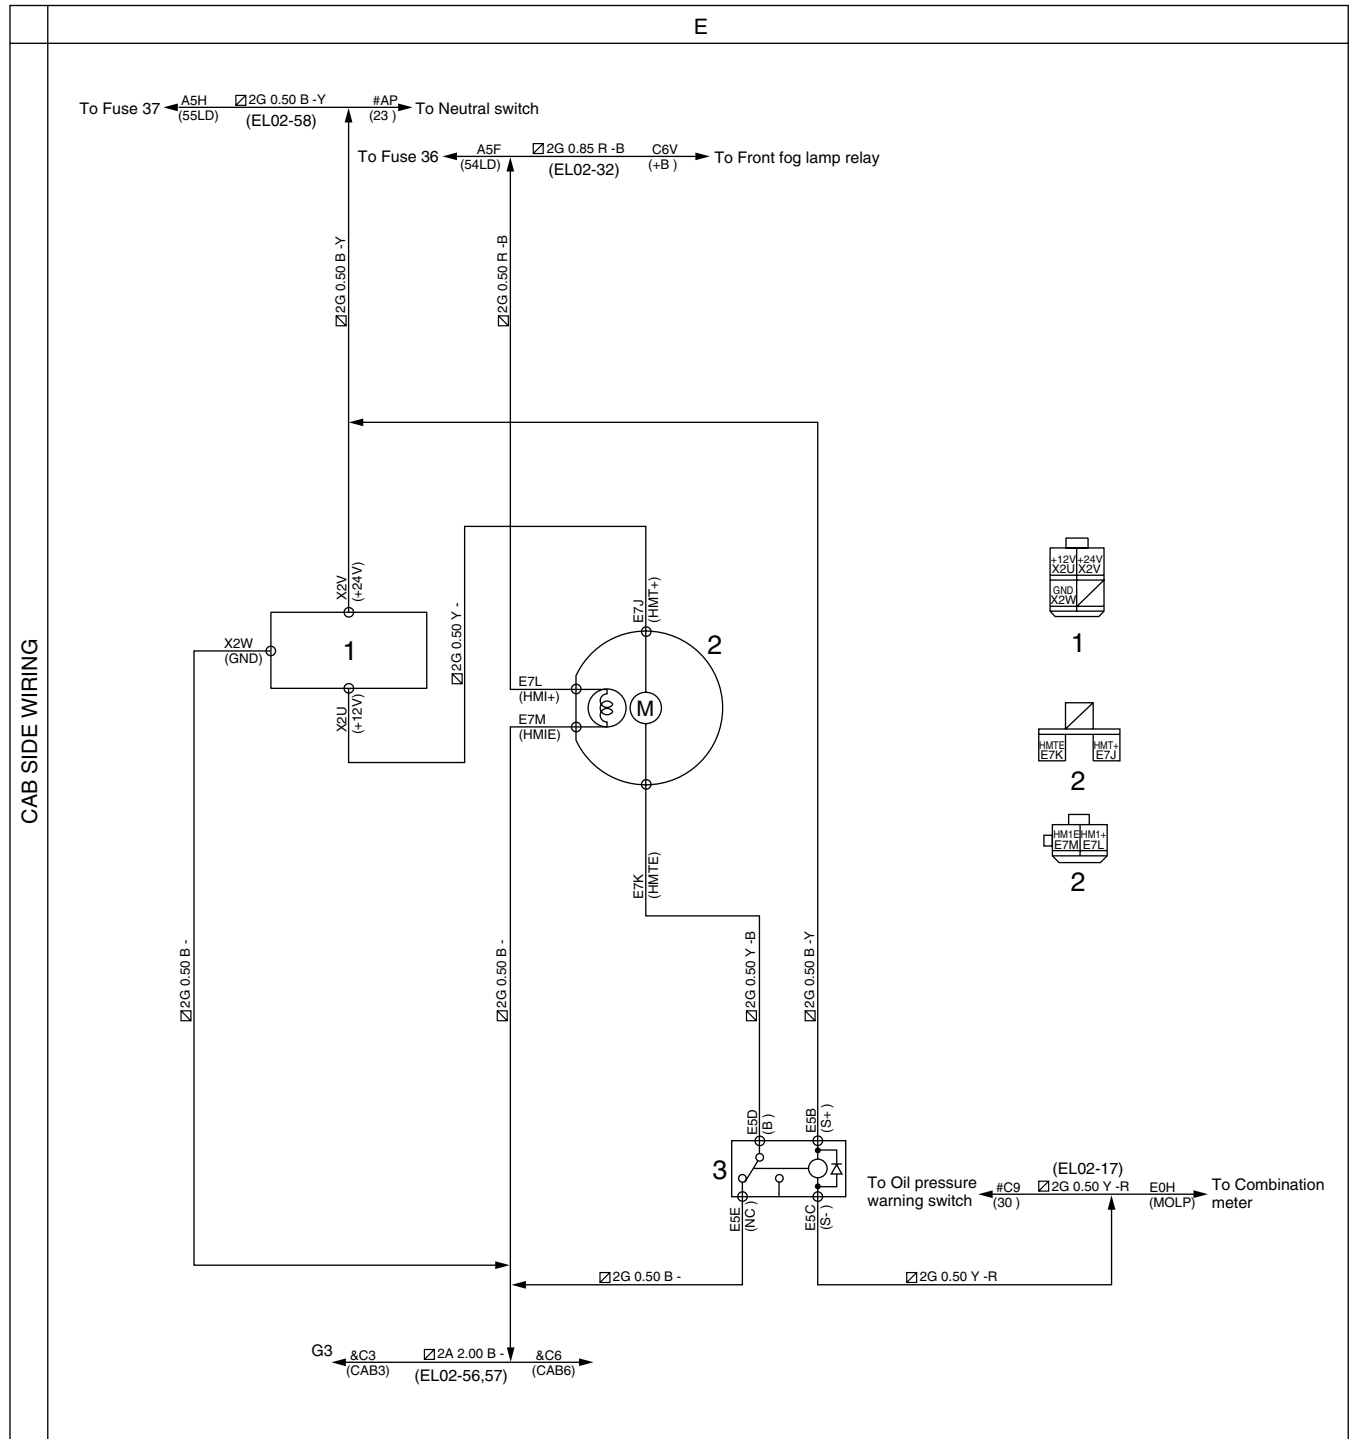 E
CAB SIDE WIRING
To Fuse 37
A5H
(55LD)
2G 0.50 B -Y
(EL02-58)
#AP
(23 )
To Neutral switch
To Fuse 36
A5F
(54LD)
2G 0.85 R -B
(EL02-32)
C6V
(+B )
To Front fog lamp relay
2G 0.50 B -Y
2G 0.50 R -B
X2V
(+24V)
X2W
(GND)
1
X2U
(+12V)
2G 0.50 Y -
E7J
(HMT+)
2
E7L
(HMI+)
M
E7M
(HMIE)
E7K
(HMTE)
+12V
X2U
+24V
X2V
GND
X2W
1
HMTE
E7K
HMT+
E7J
2
HM1E
E7M
HM1+
E7L
2
2G 0.50 B -
2G 0.50 B -
2G 0.50 Y -B
2G 0.50 B -Y
E5D
(B )
E5B
(S+ )
3
E5E
(NC )
E5C
(S- )
To Oil pressure
warning switch
#C9
(30 )
(EL02-17)
2G 0.50 Y -R
E0H
(MOLP)
To Combination
meter
2G 0.50 B -
2G 0.50 Y -R
G3
&C3
(CAB3)
2A 2.00 B -
(EL02-56,57)
&C6
(CAB6)